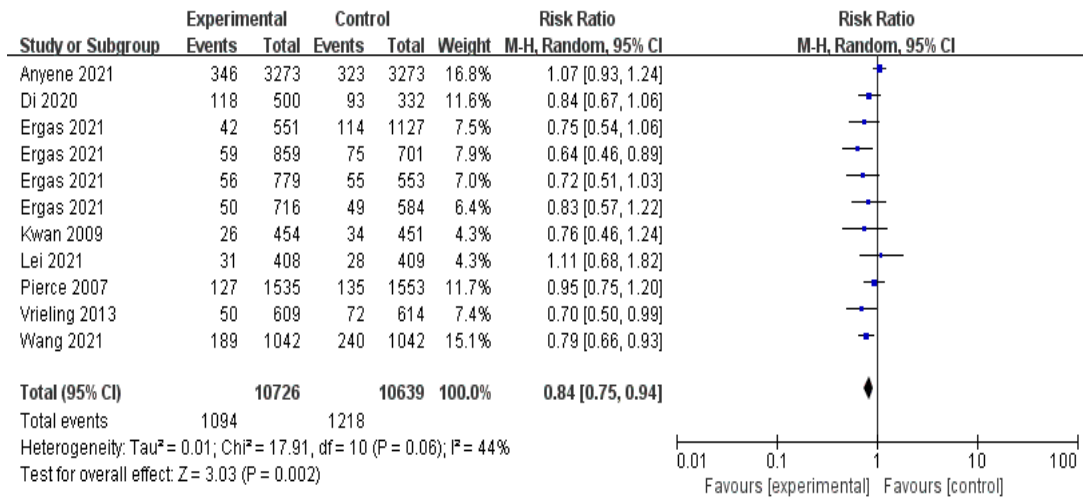 Experimental Control Risk Ratio Risk Ratio
Study or Subgroup Events Total Events Total Weight M-H, Random, 95% CI M-H, Random, 95% CI
Anyene 2021 346 3273 323 3273 16.8% 1.07 [0.93, 1.24]
Di 2020 118 500 93 332 11.6% 0.84 [0.67, 1.06]
Ergas 2021 42 551 114 1127 7.5% 0.75 [0.54, 1.06]
Ergas 2021 59 859 75 701 7.9% 0.64 [0.46, 0.89]
Ergas 2021 56 779 55 553 7.0% 0.72 [0.51, 1.03]
Ergas 2021 50 716 49 584 6.4% 0.83 [0.57, 1.22]
Kwan 2009 26 454 34 451 4.3% 0.76 [0.46, 1.24]
Lei 2021 31 408 28 409 4.3% 1.11 [0.68, 1.82]
Pierce 2007 127 1535 135 1553 11.7% 0.95 [0.75, 1.20]
Vrieling 2013 50 609 72 614 7.4% 0.70 [0.50, 0.99]
Wang 2021 189 1042 240 1042 15.1% 0.79 [0.66, 0.93]
Total (95% CI) 10726 10639 100.0% 0.84 [0.75, 0.94]
Total events 1094 1218
Heterogeneity: Tau² = 0.01; Chi² = 17.91, df = 10 (P = 0.06); I² = 44%
Test for overall effect: Z = 3.03 (P = 0.002)
0.01 0.1 1 10 100
Favours [experimental] Favours [control]